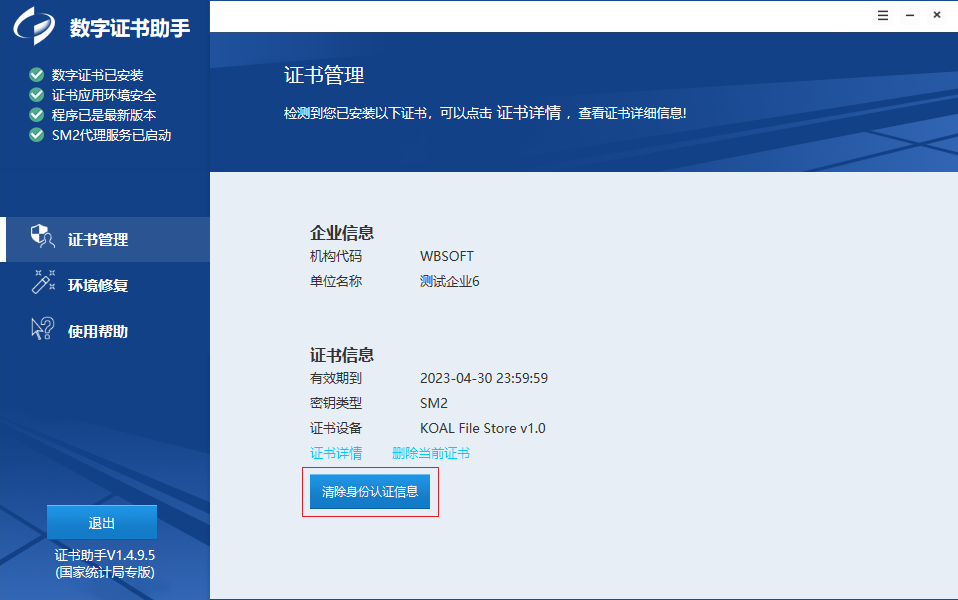 数字证书助手
数字证书已安装
证书应用环境安全
程序已是最新版本
SM2代理服务已启动
证书管理
环境修复
使用帮助
退出
证书助手V1.4.9.5
(国家统计局专版)
证书管理
检测到您已安装以下证书，可以点击 证书详情 ，查看证书详细信息!
企业信息
机构代码 WBSOFT
单位名称 测试企业6
证书信息
有效期到 2023-04-30 23:59:59
密钥类型 SM2
证书设备 KOAL File Store v1.0
证书详情 删除当前证书
清除身份认证信息